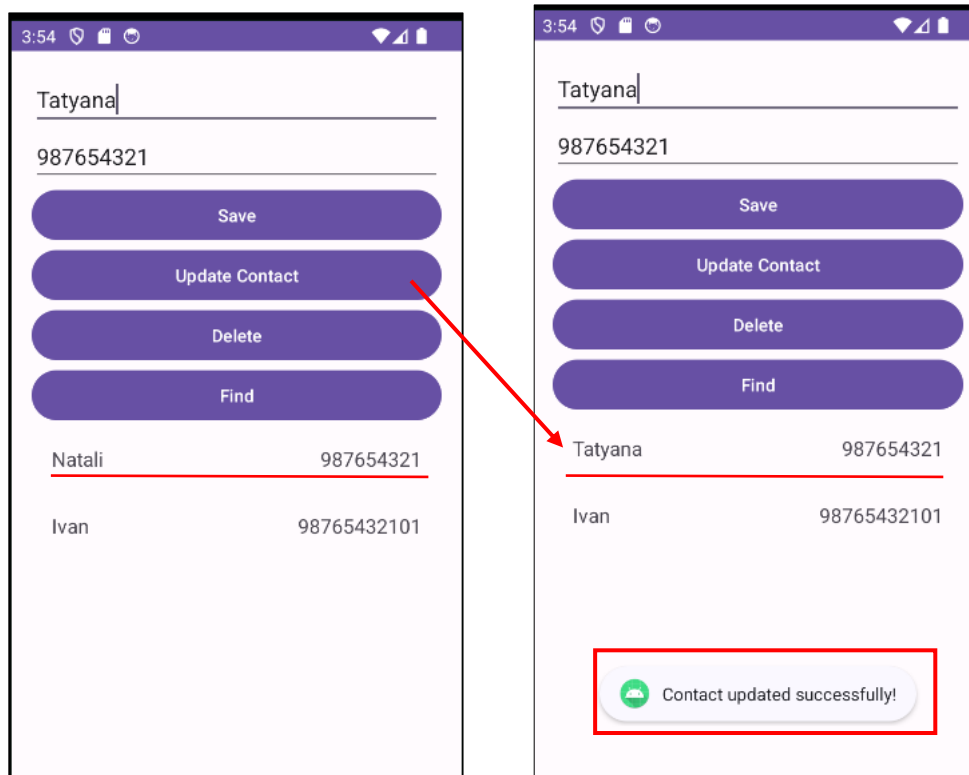 3:54
Tatyana
987654321
Save
Update Contact
Delete
Find
Natali 987654321
Ivan 98765432101
3:54
Tatyana
987654321
Save
Update Contact
Delete
Find
Tatyana 987654321
Ivan 98765432101
Contact updated successfully!